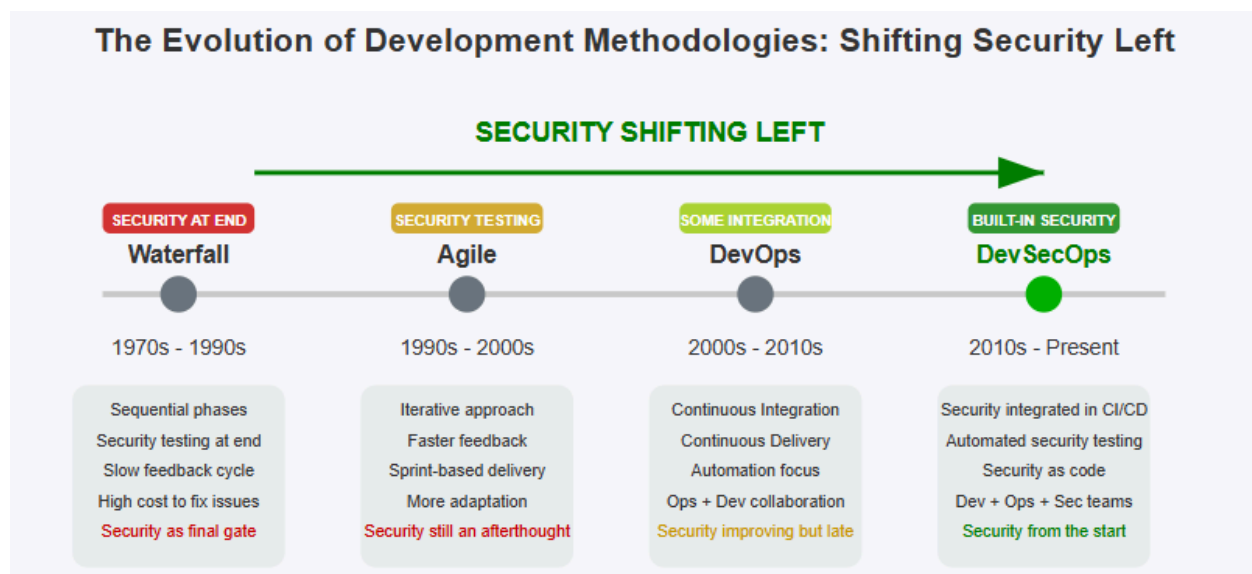 The Evolution of Development Methodologies: Shifting Security Left
SECURITY SHIFTING LEFT
SECURITY AT END
Waterfall
1970s - 1990s
Sequential phases
Security testing at end
Slow feedback cycle
High cost to fix issues
Security as final gate
SECURITY TESTING
Agile
1990s - 2000s
Iterative approach
Faster feedback
Sprint-based delivery
More adaptation
Security still an afterthought
SOME INTEGRATION
DevOps
2000s - 2010s
Continuous Integration
Continuous Delivery
Automation focus
Ops + Dev collaboration
Security improving but late
BUILT-IN SECURITY
DevSecOps
2010s - Present
Security integrated in CI/CD
Automated security testing
Security as code
Dev + Ops + Sec teams
Security from the start